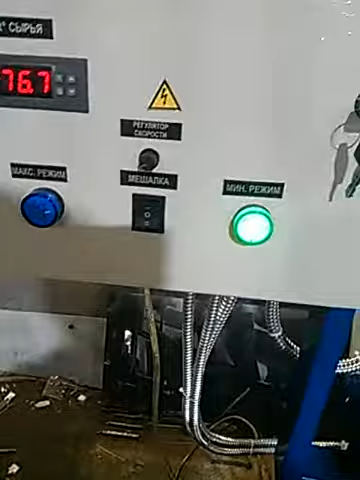 t° СЫРЬЯ
76.7
РЕГУЛЯТОР
СКОРОСТИ
МАКС. РЕЖИМ
МЕШАЛКА
МИН. РЕЖИМ